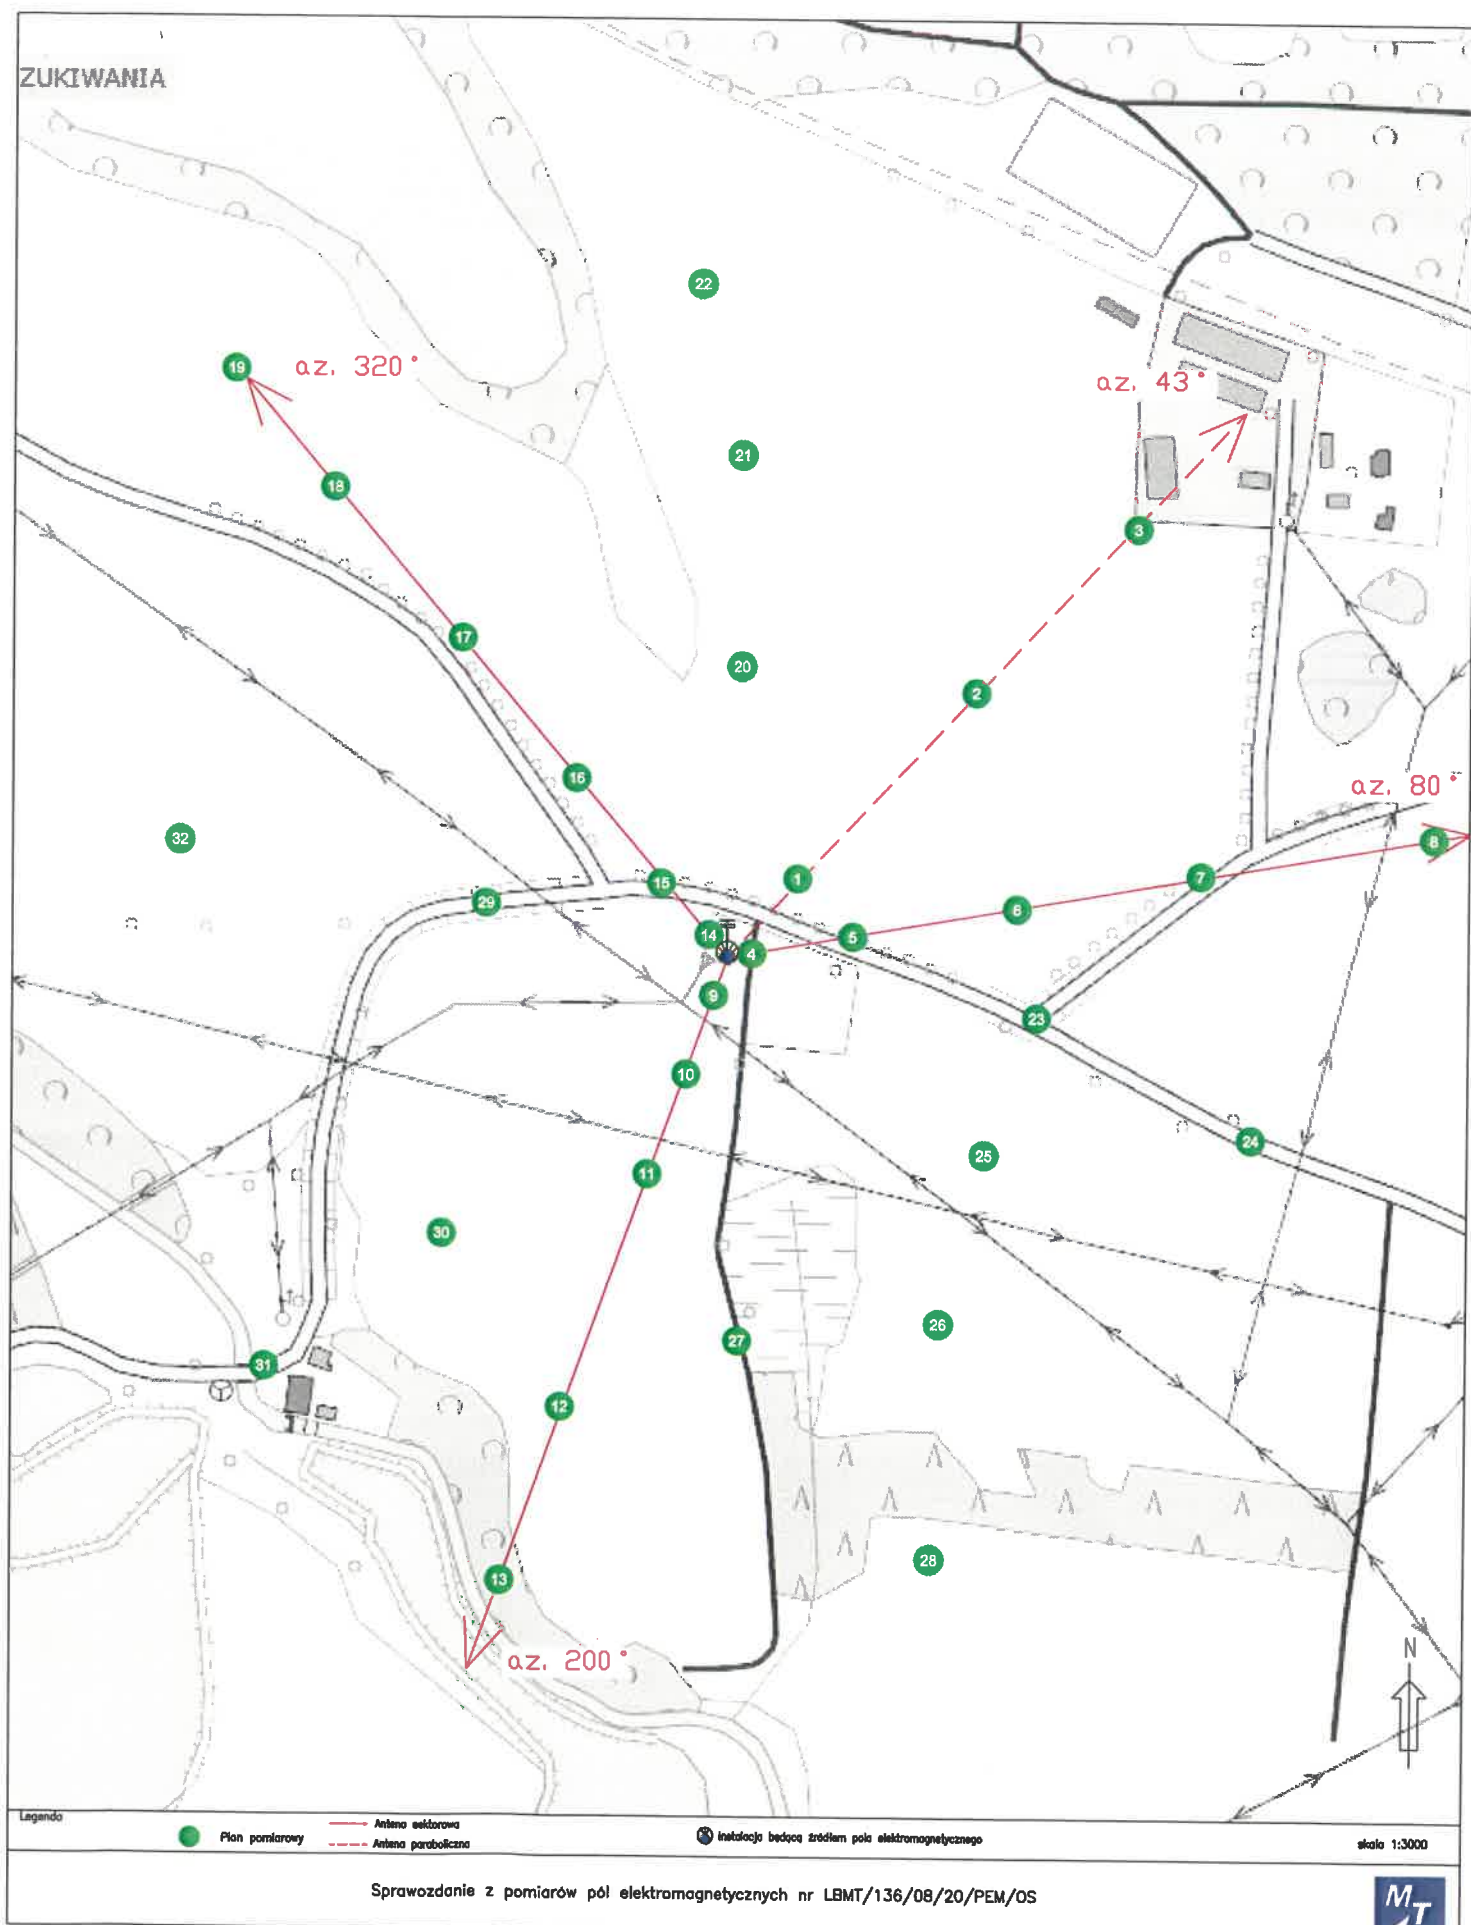 ZUKIWANIA
22
19
az. 320°
az. 43°
21
18
3
17
20
2
16
az. 80°
32
8
1
15
7
29
6
14
5
4
9
23
10
24
25
11
30
26
27
31
12
28
13
az. 200°
N
Legenda
Pion pomiarowy
Antena sektorowa
Antena paraboliczna
instalacja będąca źródłem pola elektromagnetycznego
skala 1:3000
Sprawozdanie z pomiarów pól elektromagnetycznych nr LBMT/136/08/20/PEM/OS
MT